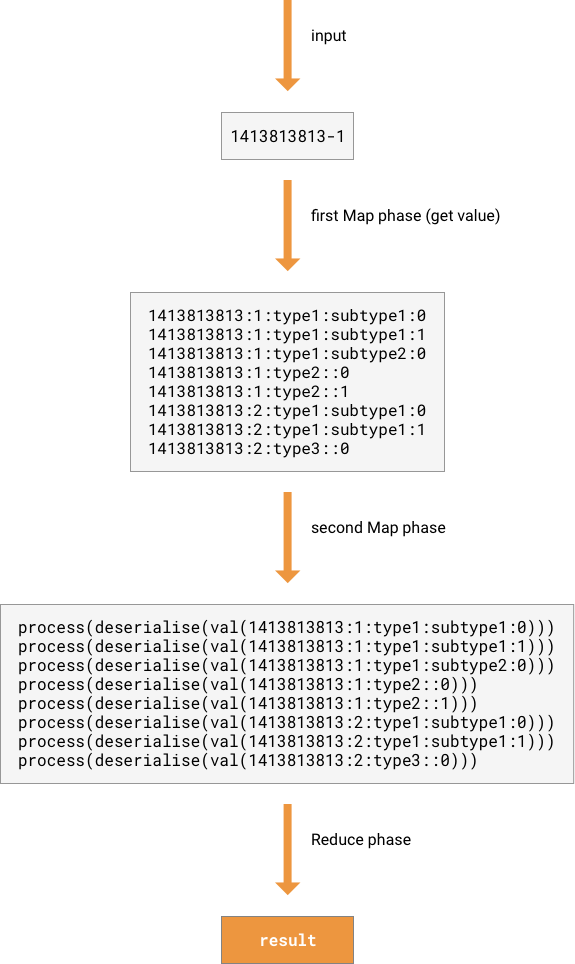 input
1413813813-1
first Map phase (get value)
1413813813:1:type1:subtype1:0
1413813813:1:type1:subtype1:1
1413813813:1:type1:subtype2:0
1413813813:1:type2::0
1413813813:1:type2::1
1413813813:2:type1:subtype1:0
1413813813:2:type1:subtype1:1
1413813813:2:type3::0
second Map phase
process(deserialise(val(1413813813:1:type1:subtype1:0)))
process(deserialise(val(1413813813:1:type1:subtype1:1)))
process(deserialise(val(1413813813:1:type1:subtype2:0)))
process(deserialise(val(1413813813:1:type2::0)))
process(deserialise(val(1413813813:1:type2::1)))
process(deserialise(val(1413813813:2:type1:subtype1:0)))
process(deserialise(val(1413813813:2:type1:subtype1:1)))
process(deserialise(val(1413813813:2:type3::0)))
Reduce phase
result